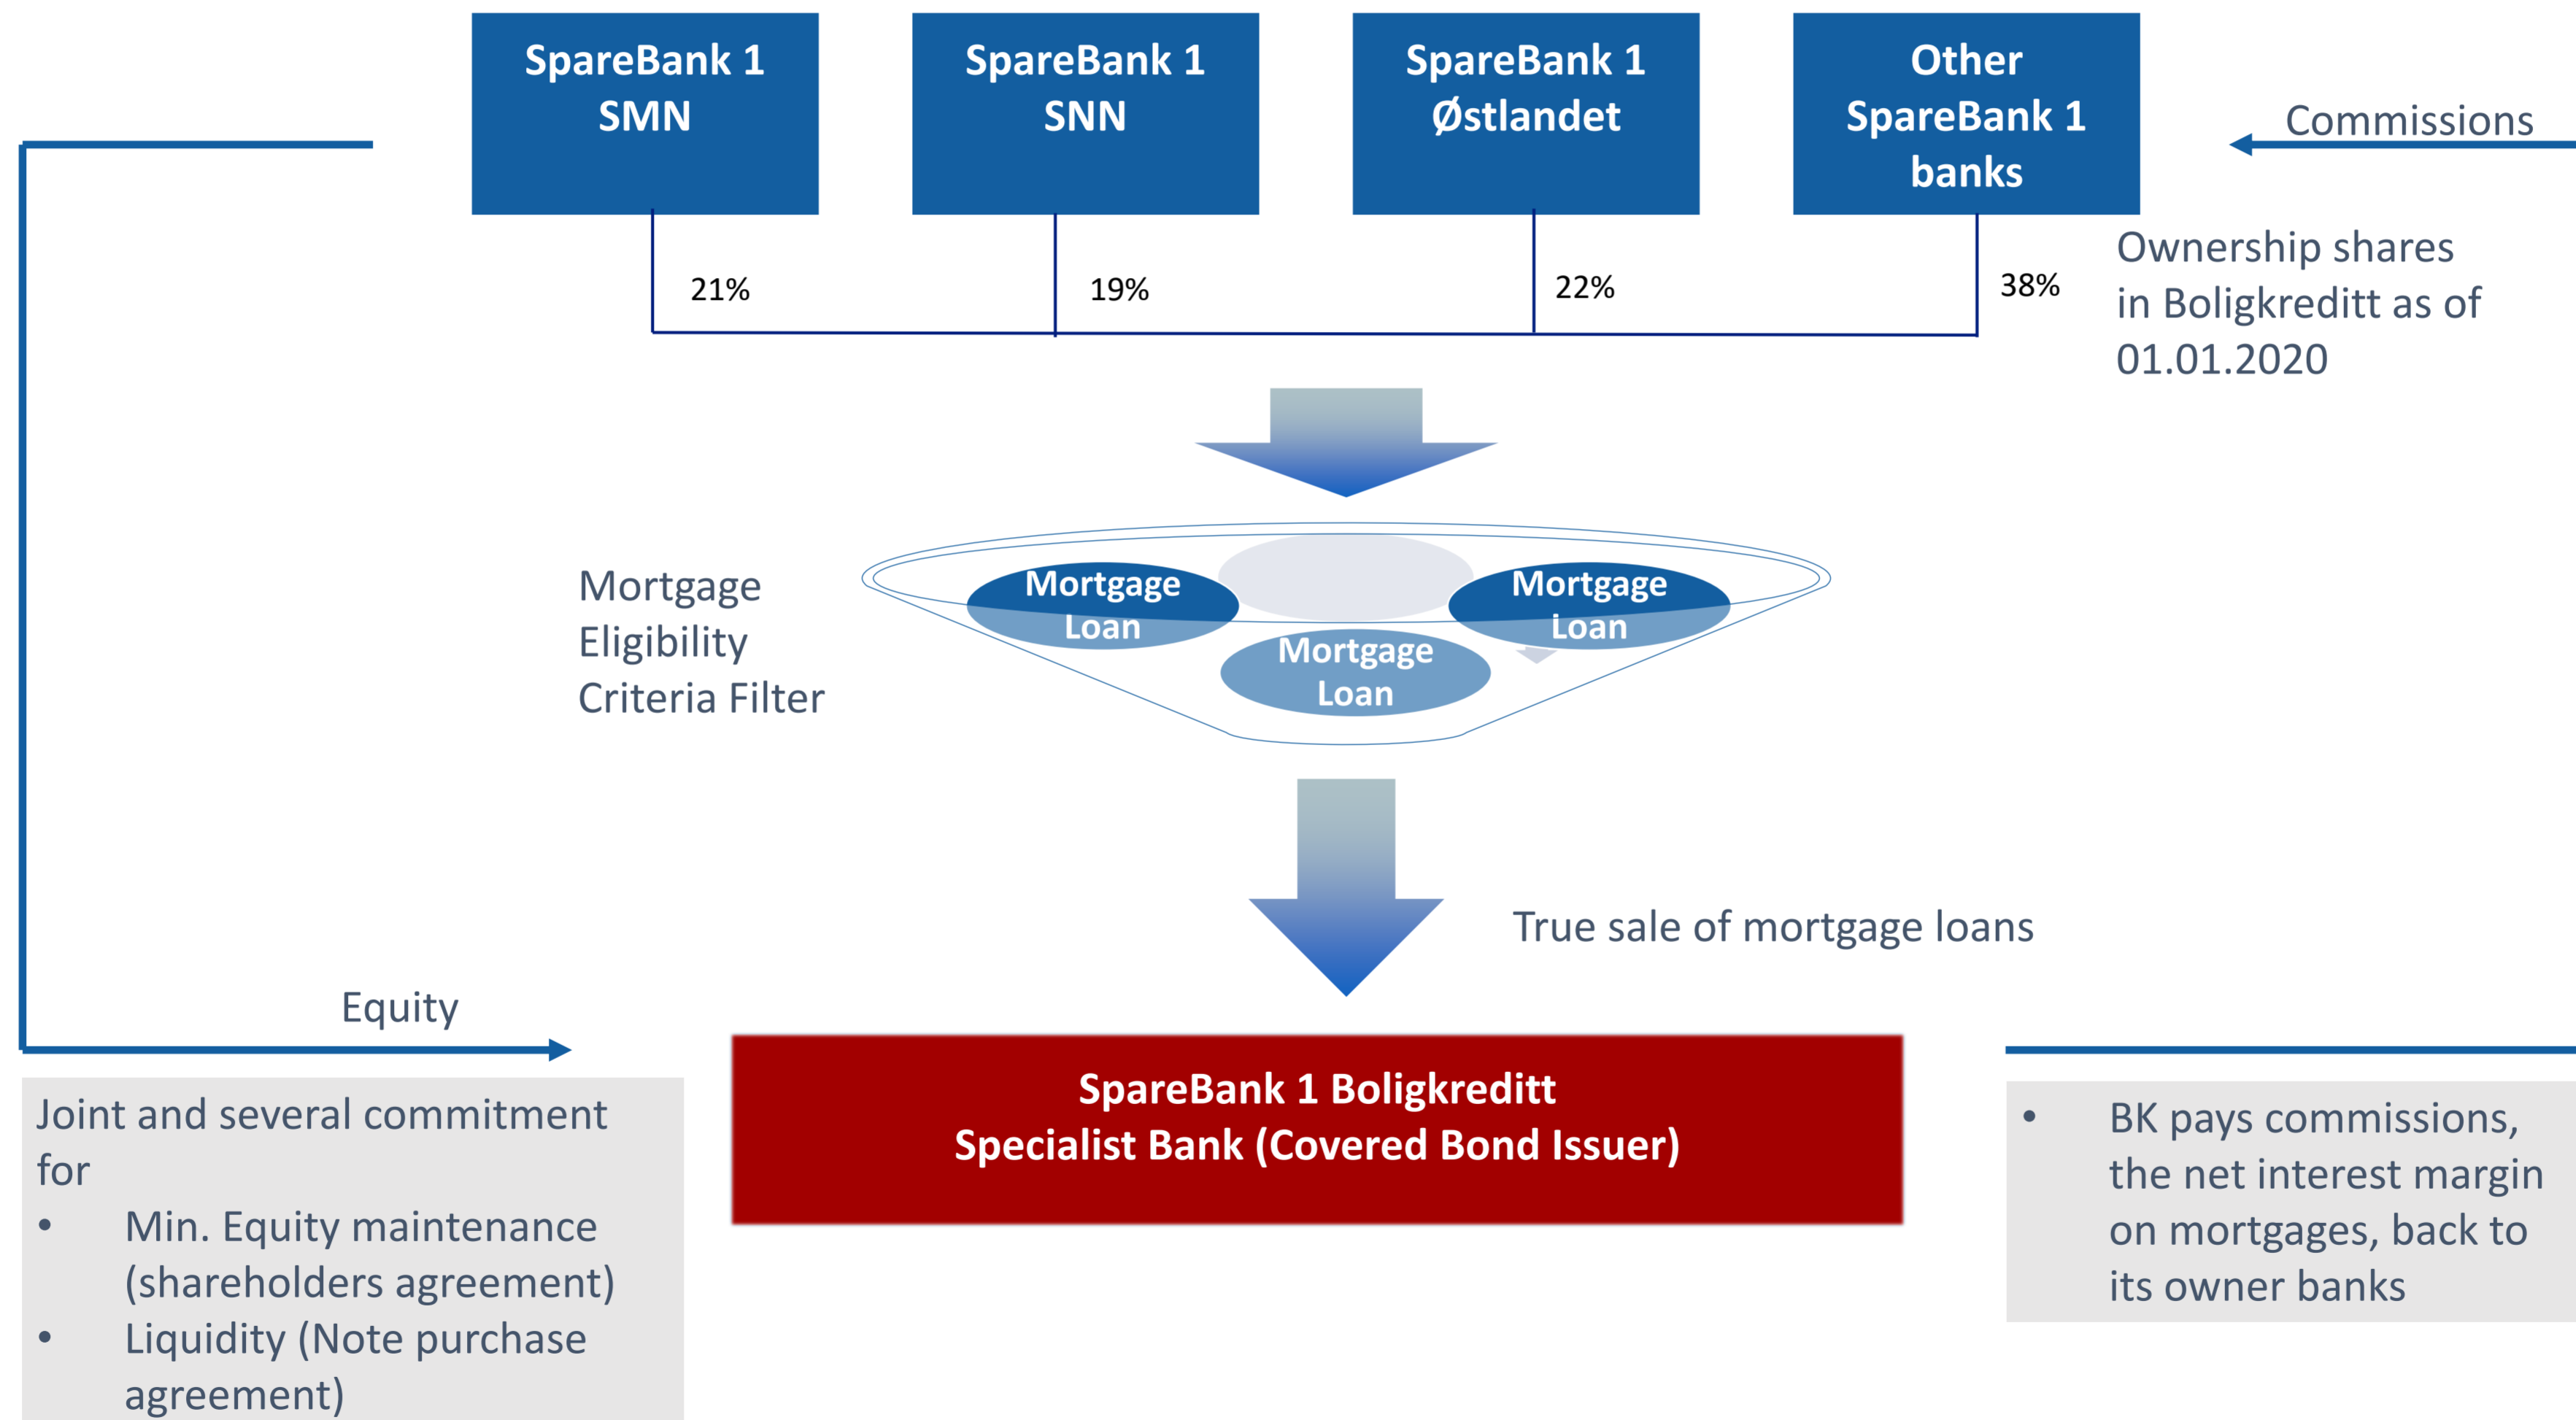 SpareBank 1
SMN
SpareBank 1
SNN
SpareBank 1
Østlandet
Other
SpareBank 1
banks
Commissions
21%
19%
22%
38%
Ownership shares
in Boligkreditt as of
01.01.2020
Mortgage
Eligibility
Criteria Filter
Mortgage
Loan
Mortgage
Loan
Mortgage
Loan
True sale of mortgage loans
Equity
SpareBank 1 Boligkreditt
Specialist Bank (Covered Bond Issuer)
Joint and several commitment
for
• Min. Equity maintenance
(shareholders agreement)
• Liquidity (Note purchase
agreement)
• BK pays commissions,
the net interest margin
on mortgages, back to
its owner banks